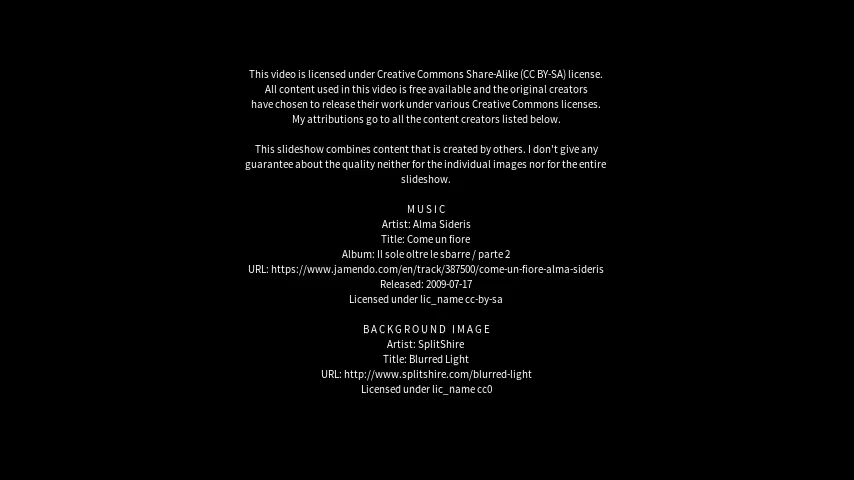 This video is licensed under Creative Commons Share-Alike (CC BY-SA) license.
All content used in this video is free available and the original creators
have chosen to release their work under various Creative Commons licenses.
My attributions go to all the content creators listed below.
This slideshow combines content that is created by others. I don't give any
guarantee about the quality neither for the individual images nor for the entire
slideshow.
MUSIC
Artist: Alma Sideris
Title: Come un fiore
Album: Il sole oltre le sbarre / parte 2
URL: https://www.jamendo.com/en/track/387500/come-un-fiore-alma-sideris
Released: 2009-07-17
Licensed under lic_name cc-by-sa
BACKGROUND IMAGE
Artist: SplitShire
Title: Blurred Light
URL: http://www.splitshire.com/blurred-light
Licensed under lic_name cc0